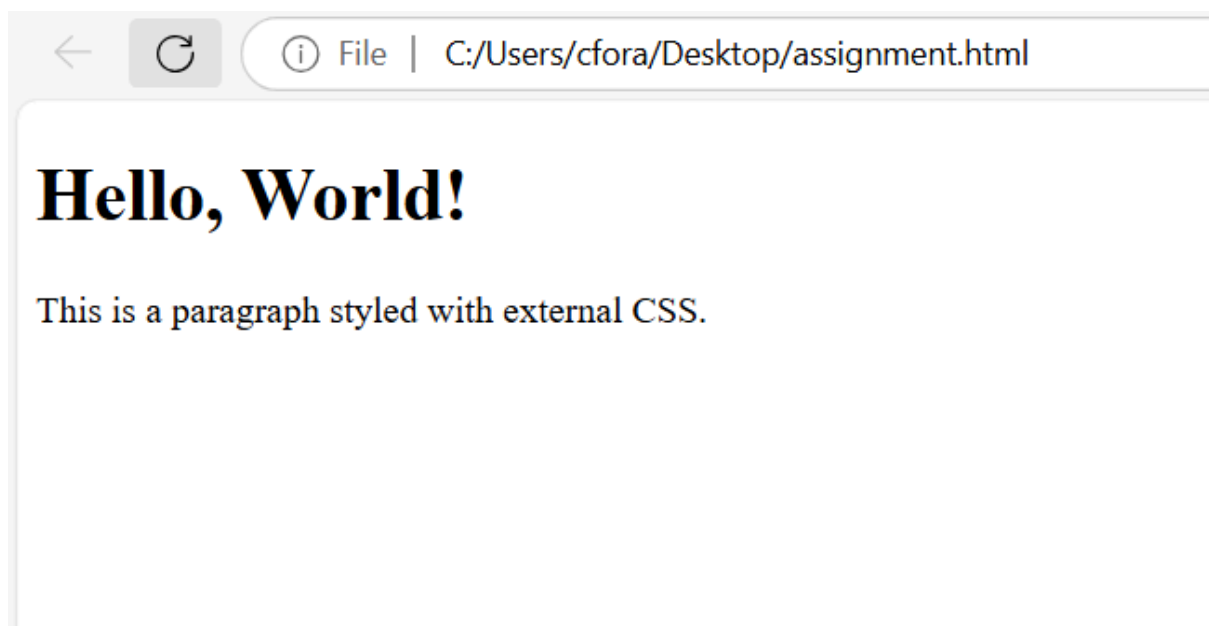 File | C:/Users/cfora/Desktop/assignment.html
Hello, World!
This is a paragraph styled with external CSS.